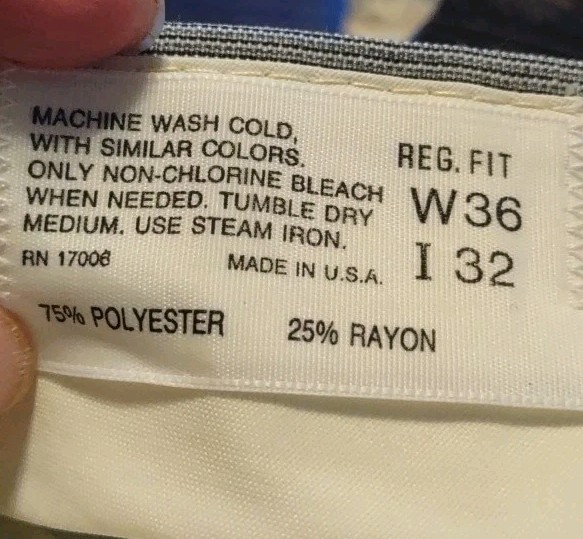 MACHINE WASH COLD,
WITH SIMILAR COLORS.
ONLY NON-CHLORINE BLEACH
WHEN NEEDED. TUMBLE DRY
MEDIUM. USE STEAM IRON.
RN 17006
MADE IN U.S.A.
REG. FIT
W 36
I 32
75% POLYESTER
25% RAYON